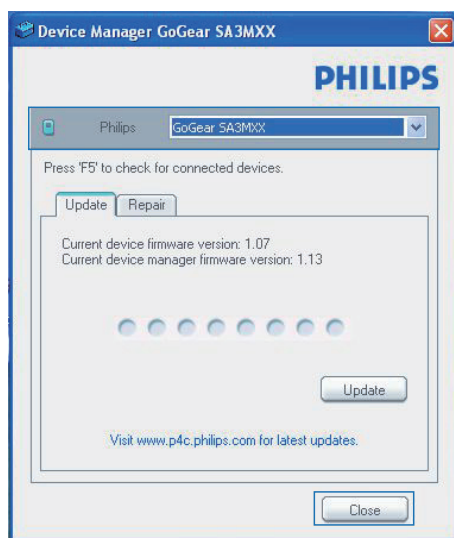 Device Manager GoGear SA3MXX
PHILIPS
Philips GoGear SA3MXX
Press 'F5' to check for connected devices.
Update Repair
Current device firmware version: 1.07
Current device manager firmware version: 1.13
Update
Visit www.p4c.philips.com for latest updates.
Close